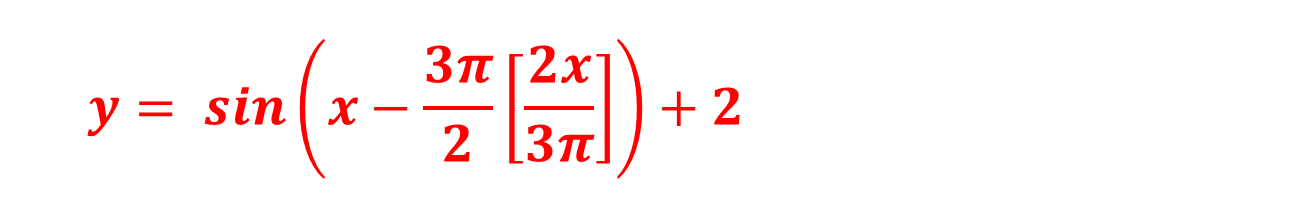 y = sin(x − 3π/2 [2x/3π]) + 2